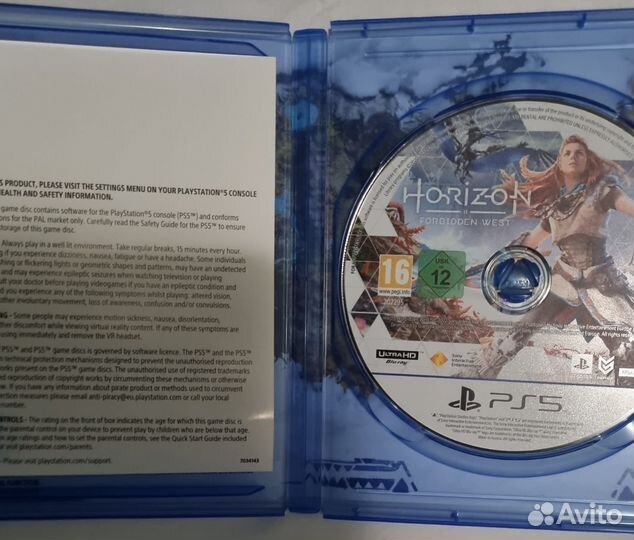 S PRODUCT, PLEASE VISIT THE SETTINGS MENU ON YOUR PLAYSTATION®5 CONSOLE
HEALTH AND SAFETY INFORMATION.
game disc contains software for the PlayStation®5 console (PS5™) and conforms
ons for the PAL market only. Carefully read the Safety Guide for the PS5™ to ensure
storage of this game disc.
Always play in a well lit environment. Take regular breaks, 15 minutes every hour.
g if you experience dizziness, nausea, fatigue or have a headache. Some individuals
shing or flickering lights or geometric shapes and patterns, may have an undetected
and may experience epileptic seizures when watching television or playing
ult your doctor before playing videogames if you have an epileptic condition and
d you experience any of the following symptoms whilst playing: altered vision,
other involuntary movement, loss of awareness, confusion and/or convulsions.
NG - Some people may experience motion sickness, nausea, disorientation,
ther discomfort while viewing virtual reality content. If any of these symptoms are
using immediately and remove the VR headset.
PS5™ and PS5™ game discs is governed by software licence. The PS5™ and the PS5™
n technical protection mechanisms designed to prevent the unauthorised reproduction
works present on the PS5™ discs. The unauthorised use of registered trademarks
d reproduction of copyright works by circumventing these mechanisms or otherwise
. If you have any information about pirate product or methods used to circumvent
ection measures please email anti-piracy@eu.playstation.com or call your local
number.
ONTROLS - The rating on the front of box indicates the age for which this game disc is
the parental control on your device to prevent play by children who are below that age.
n age ratings and how to set the parental controls, see the Quick Start Guide included
or visit playstation.com/parents.
- Please visit playstation.com/support.
7034143
HORIZON
II
FORBIDDEN WEST
16
www.pegi.info
USK
12
ULTRA HD
Blu-ray
Sony
Interactive
Entertainment
PS5
Avito